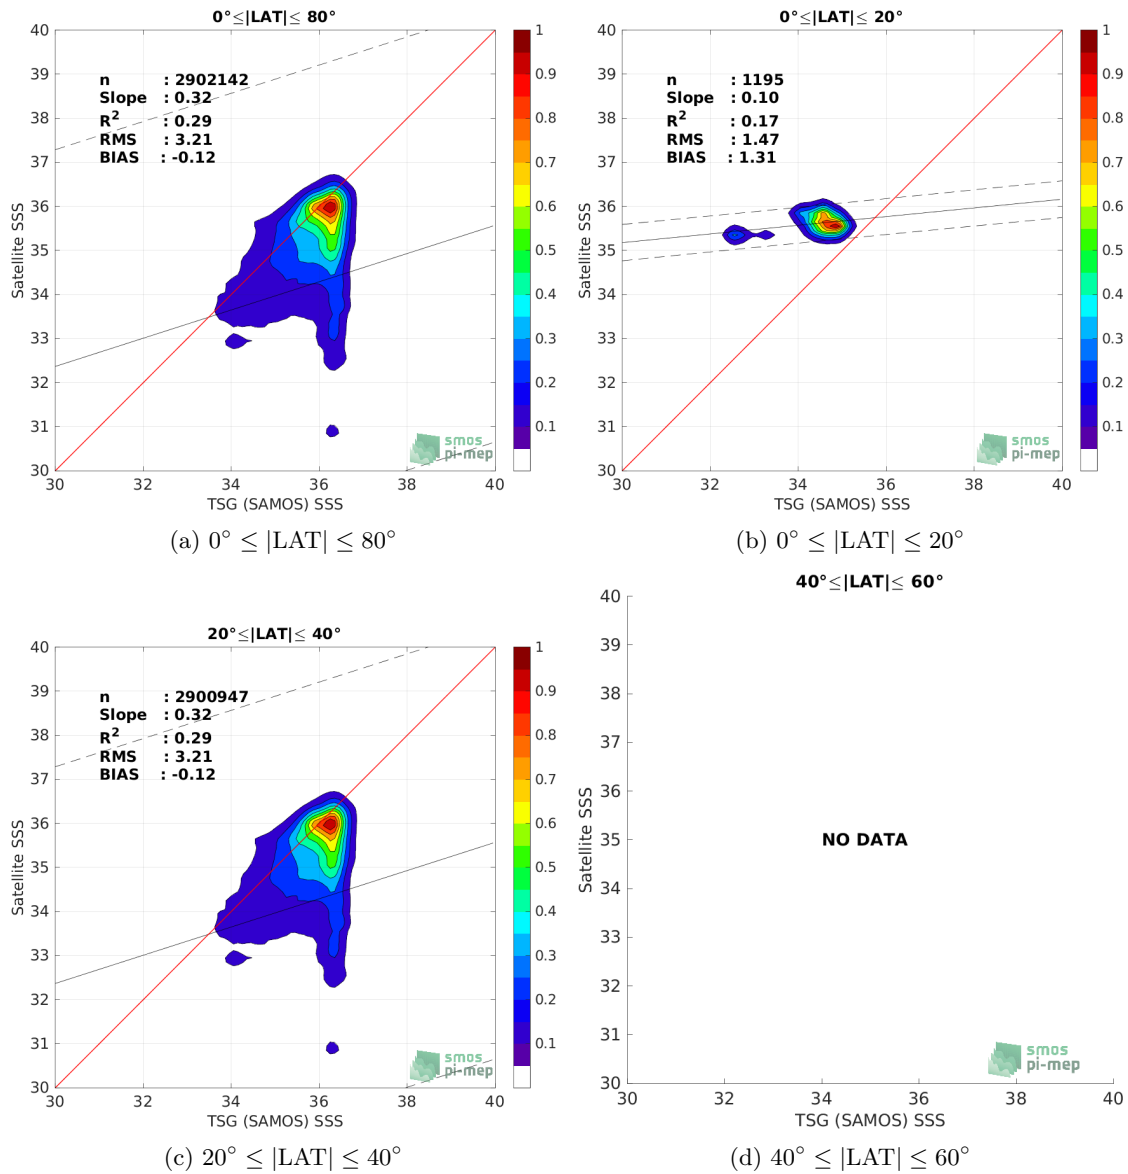 0°≤|LAT|≤ 80°
n : 2902142
Slope : 0.32
R² : 0.29
RMS : 3.21
BIAS : -0.12
40
39
38
37
36
35
34
33
32
31
30
30 32 34 36 38 40
Satellite SSS
TSG (SAMOS) SSS
1
0.9
0.8
0.7
0.6
0.5
0.4
0.3
0.2
0.1
smos
pi-mep
(a) 0° ≤ |LAT| ≤ 80°
0°≤|LAT|≤ 20°
n : 1195
Slope : 0.10
R² : 0.17
RMS : 1.47
BIAS : 1.31
40
39
38
37
36
35
34
33
32
31
30
30 32 34 36 38 40
Satellite SSS
TSG (SAMOS) SSS
1
0.9
0.8
0.7
0.6
0.5
0.4
0.3
0.2
0.1
smos
pi-mep
(b) 0° ≤ |LAT| ≤ 20°
20°≤|LAT|≤ 40°
n : 2900947
Slope : 0.32
R² : 0.29
RMS : 3.21
BIAS : -0.12
40
39
38
37
36
35
34
33
32
31
30
30 32 34 36 38 40
Satellite SSS
TSG (SAMOS) SSS
1
0.9
0.8
0.7
0.6
0.5
0.4
0.3
0.2
0.1
smos
pi-mep
(c) 20° ≤ |LAT| ≤ 40°
40°≤|LAT|≤ 60°
40
39
38
37
36
35
34
33
32
31
30
30 32 34 36 38 40
Satellite SSS
NO DATA
TSG (SAMOS) SSS
smos
pi-mep
(d) 40° ≤ |LAT| ≤ 60°